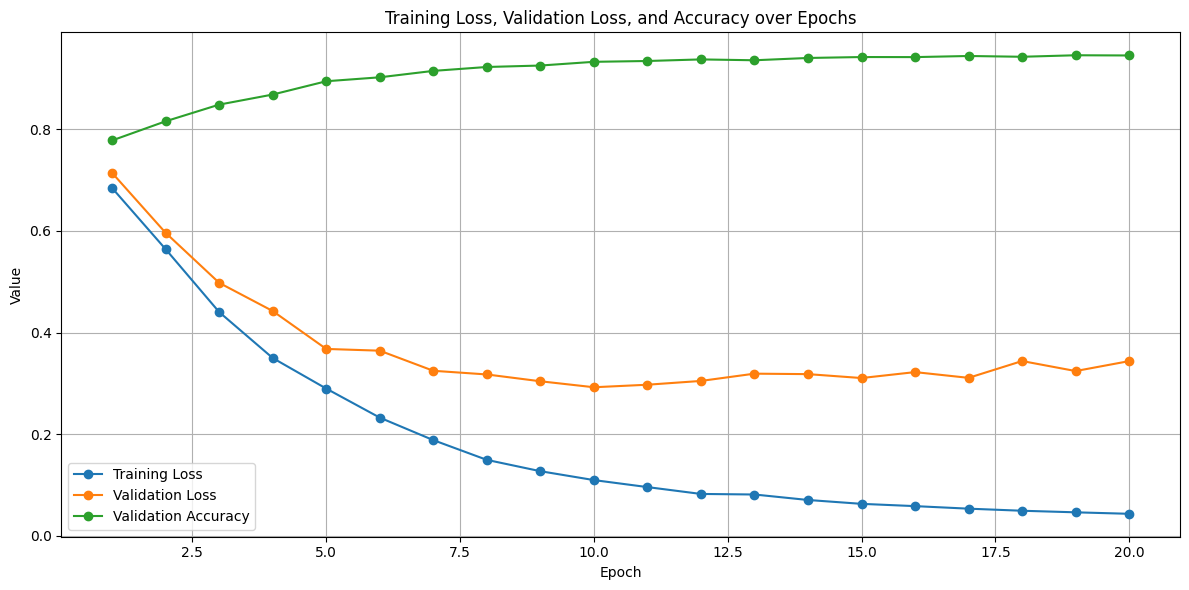 Training Loss, Validation Loss, and Accuracy over Epochs
Value
0.8
0.6
0.4
0.2
0.0
Training Loss
Validation Loss
Validation Accuracy
2.5 5.0 7.5 10.0 12.5 15.0 17.5 20.0
Epoch